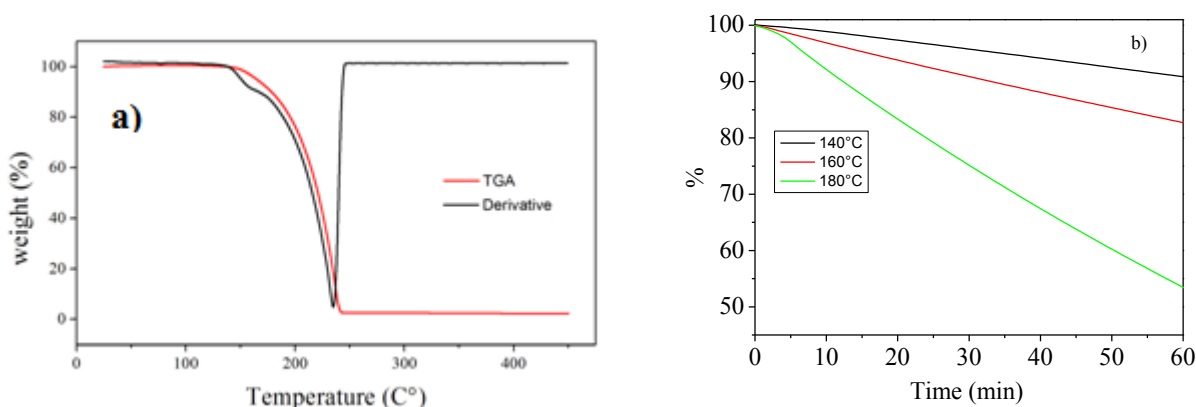 a)
100
80
60
40
20
0
weight (%)
TGA
Derivative
0 100 200 300 400
Temperature (C°)
b)
100
90
80
70
60
50
%
140°C
160°C
180°C
0 10 20 30 40 50 60
Time (min)